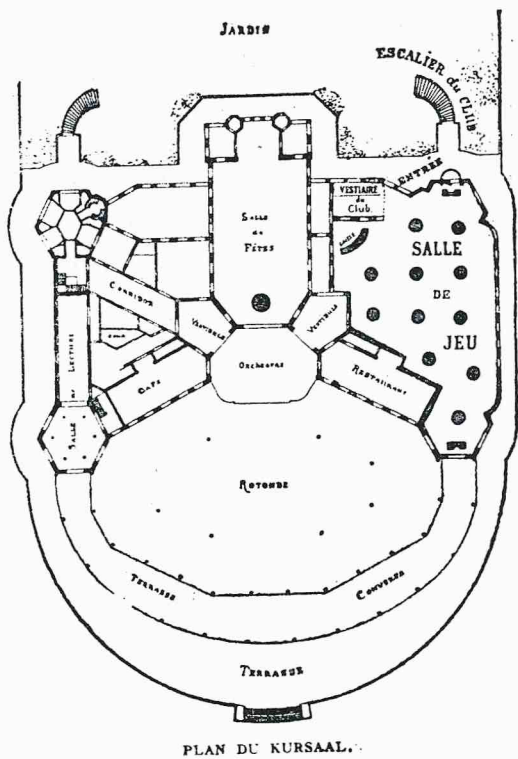 JARDIN
ESCALIER du CLUB
ENTRÉE
VESTIAIRE
du
Club.
SALLE
DE
JEU
SALLE
DE
FÊTES
CORRIDOR
VESTIBULE
VESTIBULE
ORCHESTRE
CAFÉ
RESTAURANT
SALLE DE LECTURE
ROTONDE
TERRASSE COUVERTE
TERRASSE
PLAN DU KURSAAL.